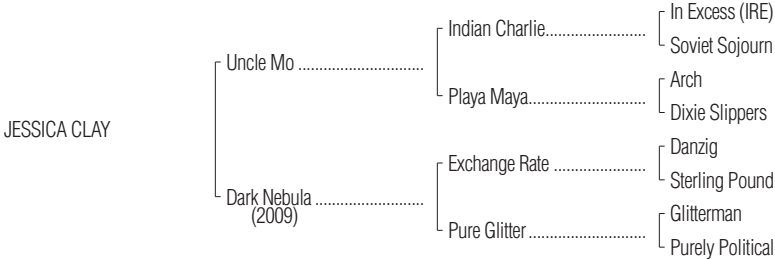 In Excess (IRE)
Indian Charlie..........................
Soviet Sojourn
Uncle Mo ................................
Arch
Playa Maya..............................
Dixie Slippers
JESSICA CLAY
Danzig
Exchange Rate ........................
Sterling Pound
Dark Nebula ............................
(2009)
Glitterman
Pure Glitter..............................
Purely Political